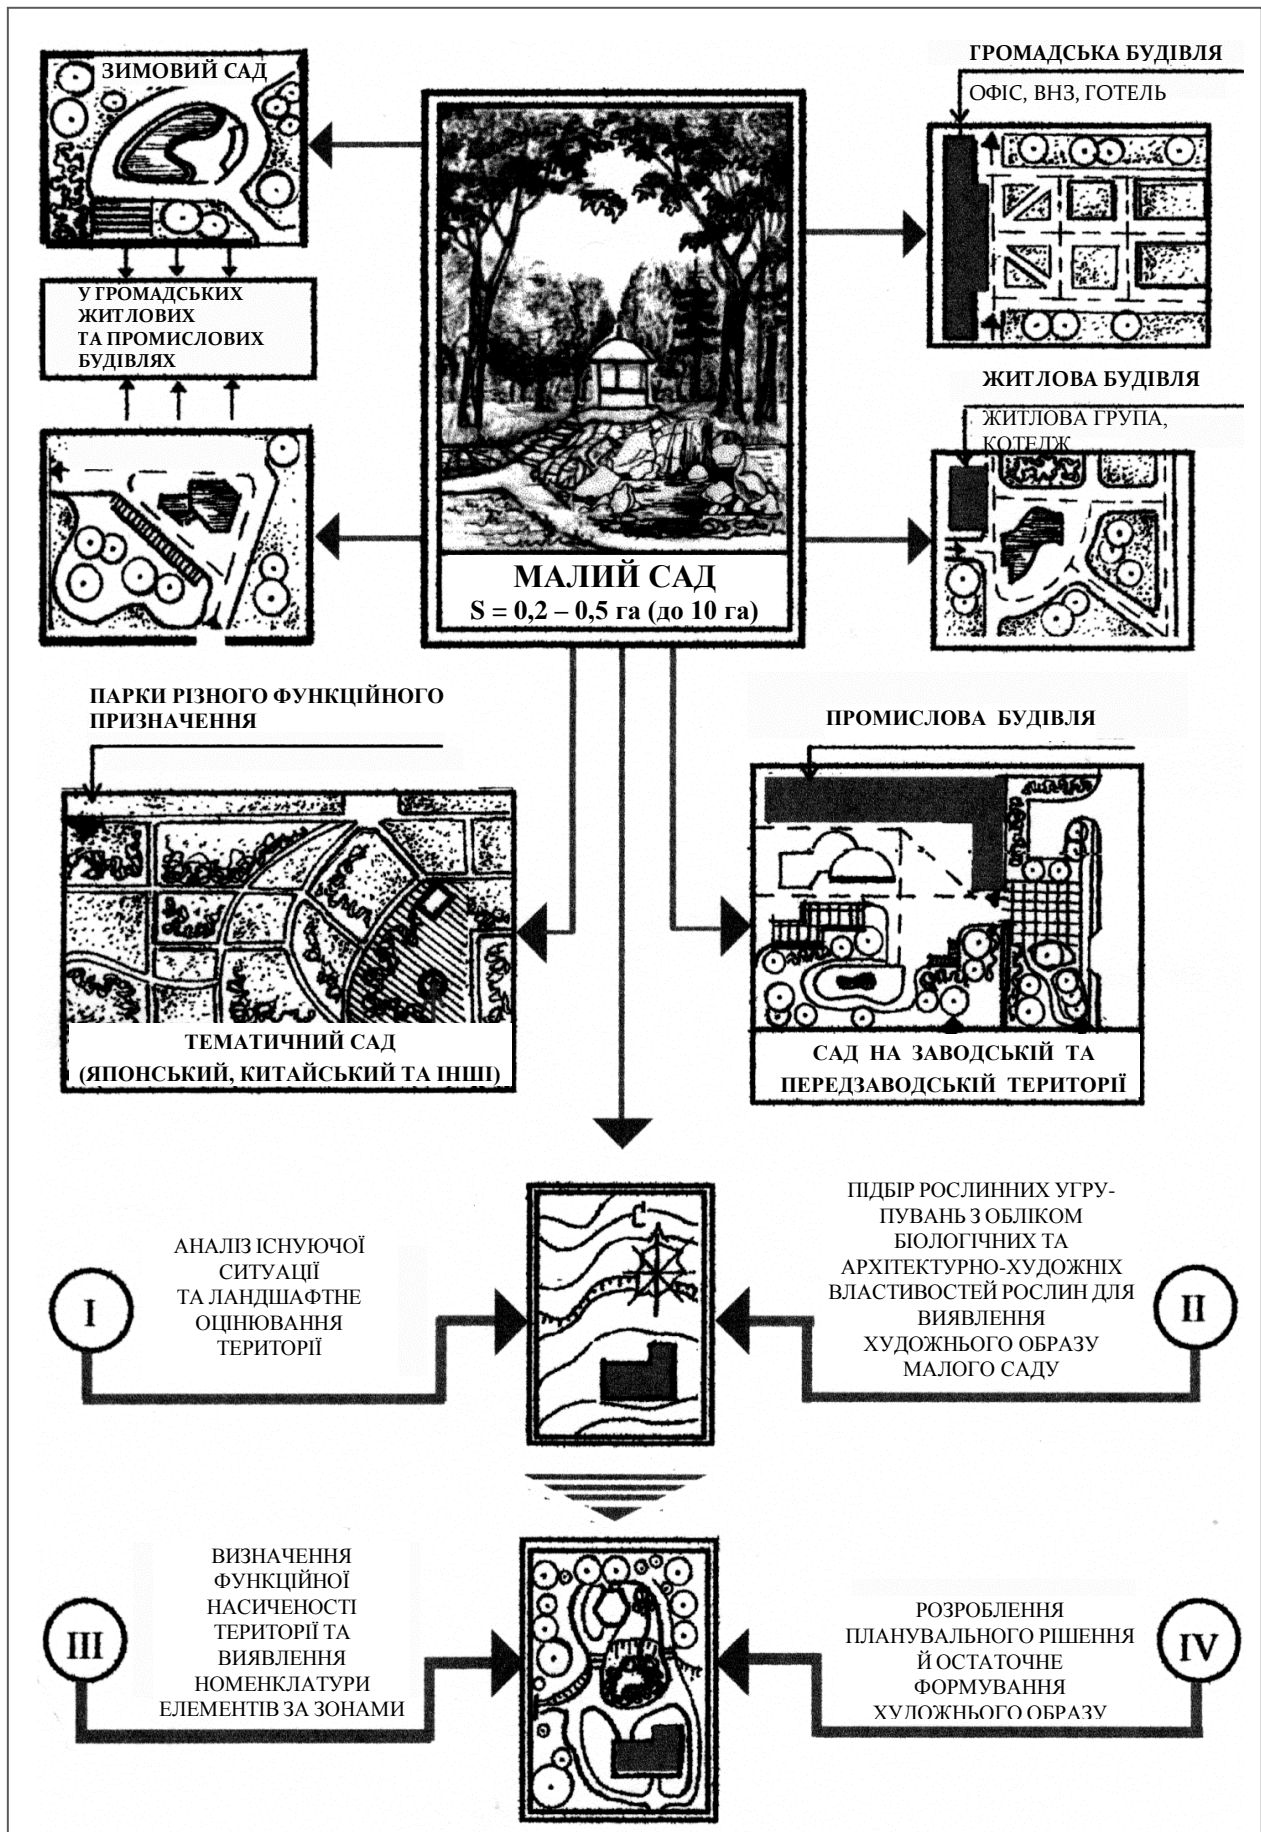 ЗИМОВИЙ САД
ГРОМАДСЬКА БУДІВЛЯ
ОФІС, ВНЗ, ГОТЕЛЬ
У ГРОМАДСЬКИХ
ЖИТЛОВИХ
ТА ПРОМИСЛОВИХ
БУДІВЛЯХ
ЖИТЛОВА БУДІВЛЯ
ЖИТЛОВА ГРУПА,
КОТЕДЖ
МАЛИЙ САД
S = 0,2 – 0,5 га (до 10 га)
ПАРКИ РІЗНОГО ФУНКЦІЙНОГО
ПРИЗНАЧЕННЯ
ПРОМИСЛОВА БУДІВЛЯ
ТЕМАТИЧНИЙ САД
(ЯПОНСЬКИЙ, КИТАЙСЬКИЙ ТА ІНШІ)
САД НА ЗАВОДСЬКІЙ ТА
ПЕРЕДЗАВОДСЬКІЙ ТЕРИТОРІЇ
I
АНАЛІЗ ІСНУЮЧОЇ
СИТУАЦІЇ
ТА ЛАНДШАФТНЕ
ОЦІНЮВАННЯ
ТЕРИТОРІЇ
С
ПІДБІР РОСЛИННИХ УГРУ-
ПУВАНЬ З ОБЛІКОМ
БІОЛОГІЧНИХ ТА
АРХІТЕКТУРНО-ХУДОЖНІХ
ВЛАСТИВОСТЕЙ РОСЛИН ДЛЯ
ВИЯВЛЕННЯ
ХУДОЖНЬОГО ОБРАЗУ
МАЛОГО САДУ
II
III
ВИЗНАЧЕННЯ
ФУНКЦІЙНОЇ
НАСИЧЕНОСТІ
ТЕРИТОРІЇ ТА
ВИЯВЛЕННЯ
НОМЕНКЛАТУРИ
ЕЛЕМЕНТІВ ЗА ЗОНАМИ
РОЗРОБЛЕННЯ
ПЛАНУВАЛЬНОГО РІШЕННЯ
Й ОСТАТОЧНЕ
ФОРМУВАННЯ
ХУДОЖНЬОГО ОБРАЗУ
IV